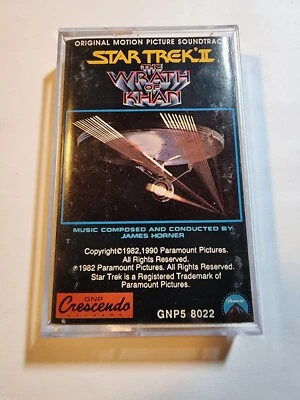 ORIGINAL MOTION PICTURE SOUNDTRACK
STAR TREK II
THE
WRATH
OF
KHAN
MUSIC COMPOSED AND CONDUCTED BY
JAMES HORNER
Copyright©1982,1990 Paramount Pictures.
All Rights Reserved.
℗1982 Paramount Pictures.
All Rights Reserved.
Star Trek is a Registered Trademark of
Paramount Pictures.
GNP
Crescendo
RECORDS
GNP5 8022
Paramount